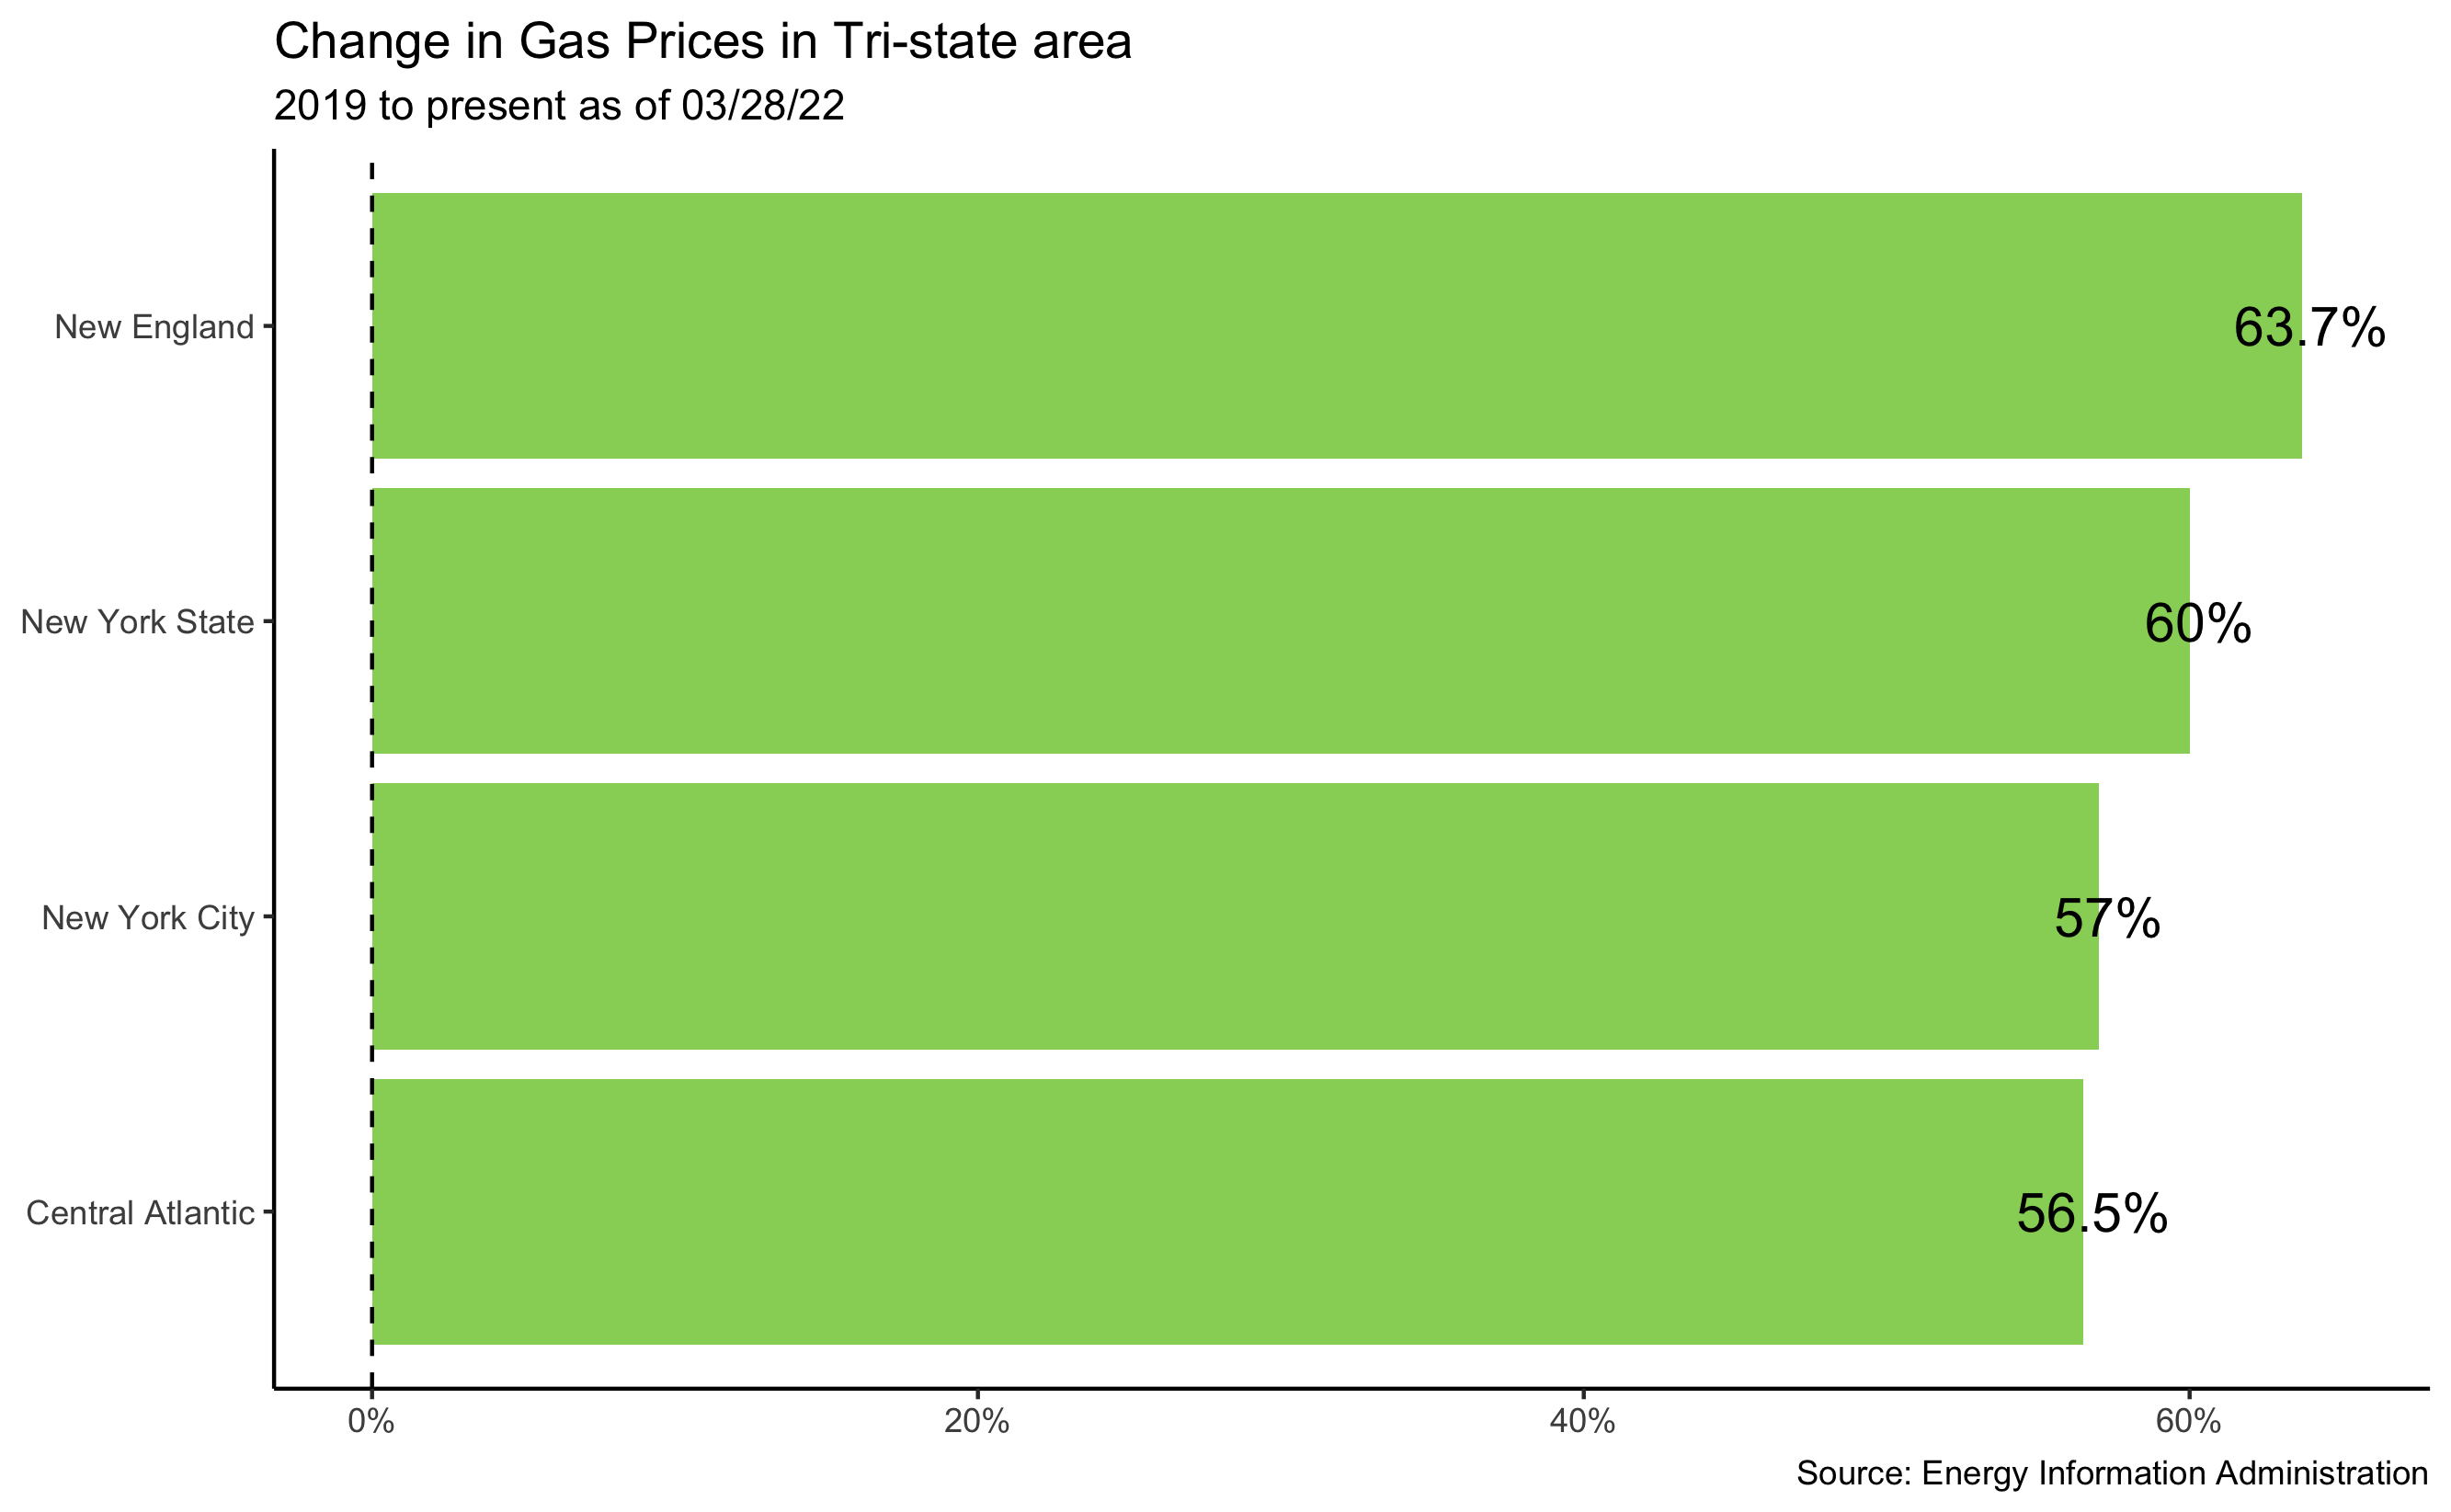 Change in Gas Prices in Tri-state area
2019 to present as of 03/28/22
New England
63.7%
New York State
60%
New York City
57%
Central Atlantic
56.5%
0%
20%
40%
60%
Source: Energy Information Administration